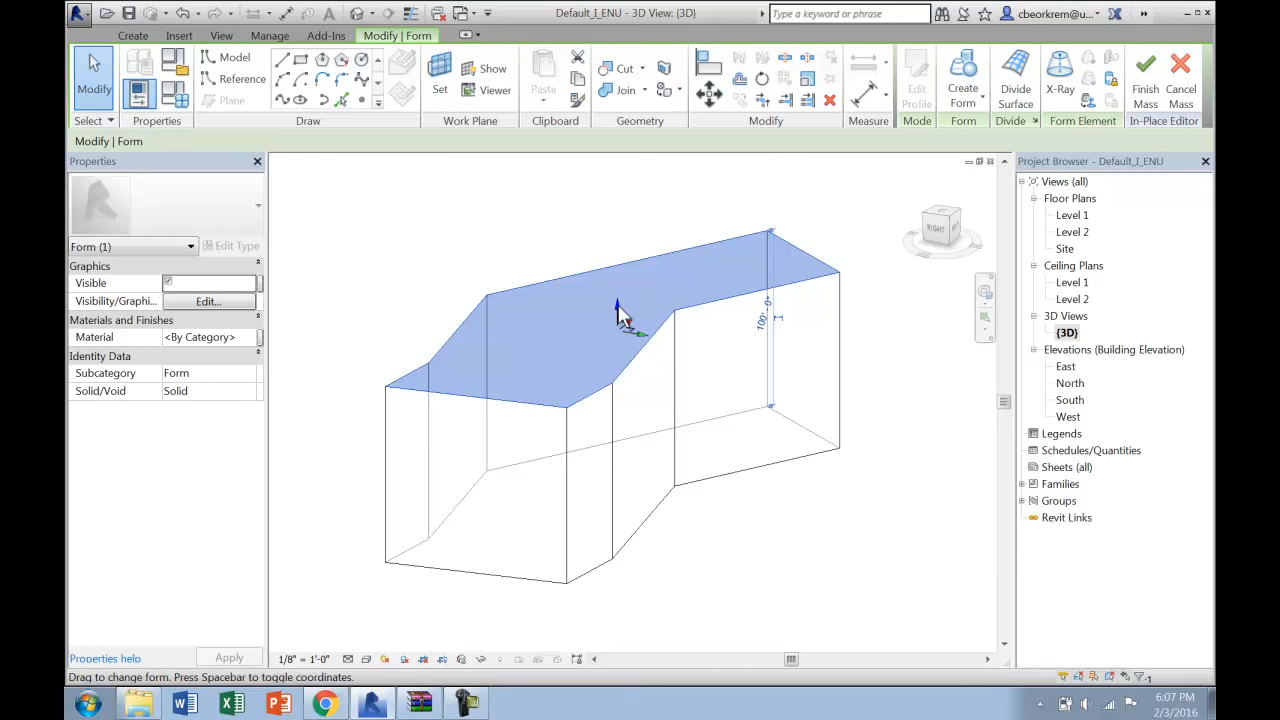 Default_I_ENU - 3D View: {3D}
Type a keyword or phrase
cbeorkrem@u...
Create Insert View Manage Add-Ins Modify | Form
Modify
Model
Reference
Plane
Set
Show
Viewer
Paste
Cut
Join
Edit Profile
Create Form
Divide Surface
X-Ray
Finish Mass
Cancel Mass
Select Properties Draw Work Plane Clipboard Geometry Modify Measure Mode Form Divide Form Element In-Place Editor
Modify | Form
Properties
Form (1)
Edit Type
Graphics
Visible
Visibility/Graphi... Edit...
Materials and Finishes
Material <By Category>
Identity Data
Subcategory Form
Solid/Void Solid
Properties help
Apply
RIGHT
100' - 0"
Project Browser - Default_I_ENU
Views (all)
Floor Plans
Level 1
Level 2
Site
Ceiling Plans
Level 1
Level 2
3D Views
{3D}
Elevations (Building Elevation)
East
North
South
West
Legends
Schedules/Quantities
Sheets (all)
Families
Groups
Revit Links
1/8" = 1'-0"
Drag to change form. Press Spacebar to toggle coordinates.
:1
6:07 PM
2/3/2016